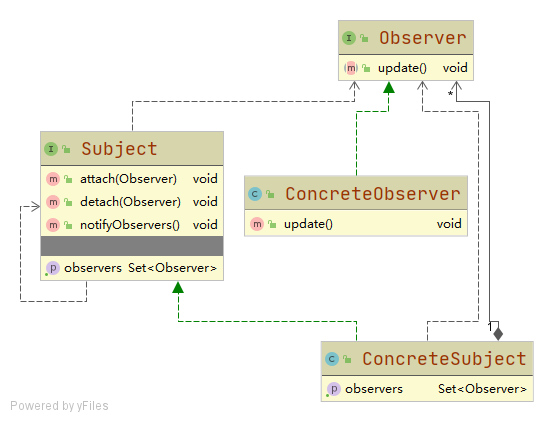 I Observer
m update() void
I Subject
m attach(Observer) void
m detach(Observer) void
m notifyObservers() void
p observers Set<Observer>
C ConcreteObserver
m update() void
*
1
C ConcreteSubject
p observers Set<Observer>
Powered by yFiles